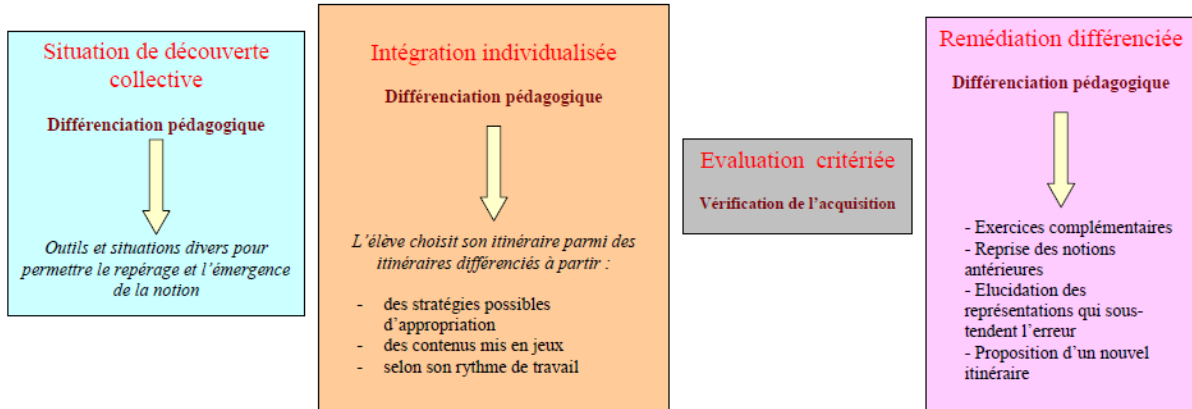 Situation de découverte
collective
Différenciation pédagogique
Outils et situations divers pour
permettre le repérage et l'émergence
de la notion
Intégration individualisée
Différenciation pédagogique
L'élève choisit son itinéraire parmi des
itinéraires différenciés à partir :
- des stratégies possibles
d'appropriation
- des contenus mis en jeux
- selon son rythme de travail
Evaluation critériée
Vérification de l'acquisition
Remédiation différenciée
Différenciation pédagogique
- Exercices complémentaires
- Reprise des notions
antérieures
- Elucidation des
représentations qui sous-
tendent l'erreur
- Proposition d'un nouvel
itinéraire